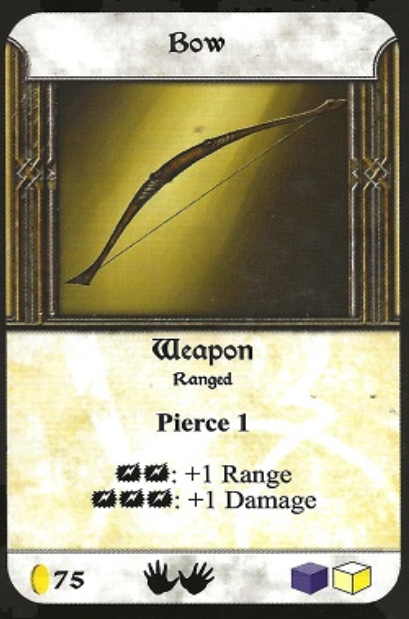 Bow
Weapon
Ranged
Pierce 1
: +1 Range
: +1 Damage
75